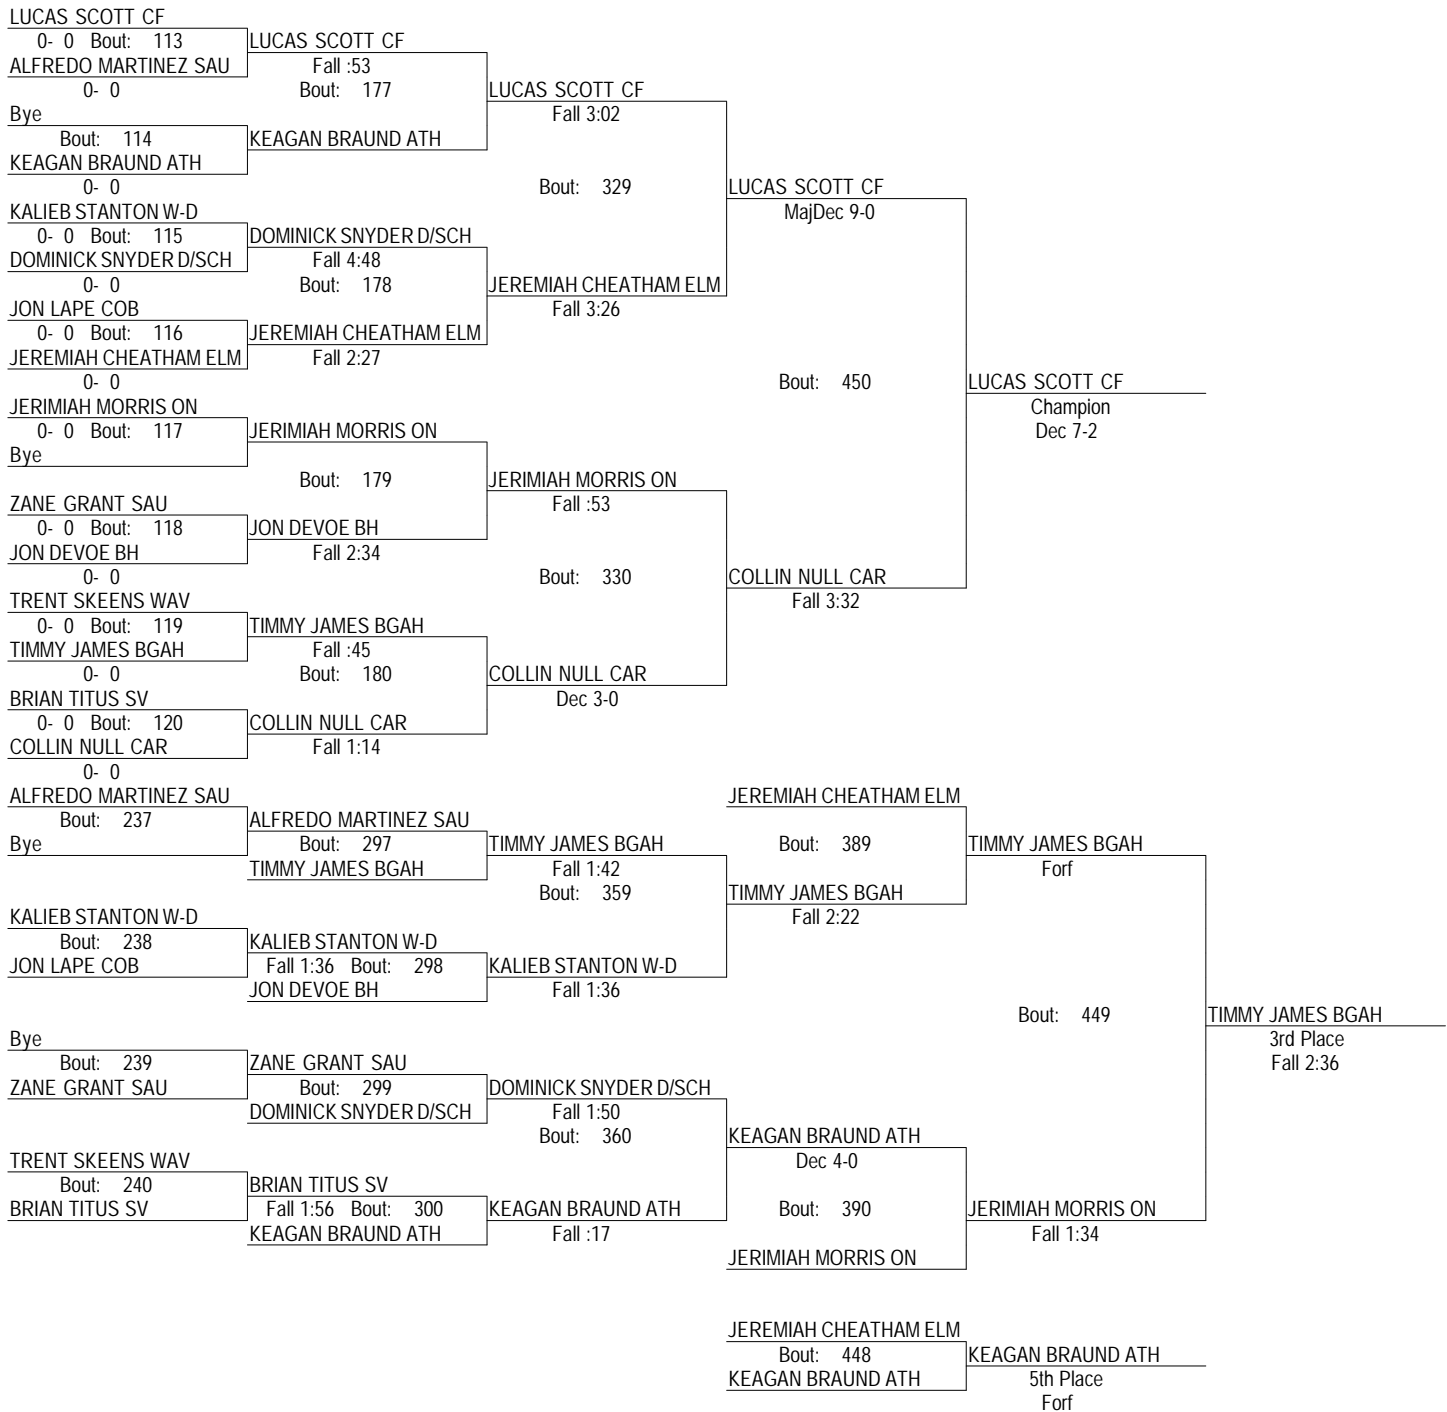 LUCAS SCOTT CF
0- 0 Bout: 113
LUCAS SCOTT CF
ALFREDO MARTINEZ SAU
Fall :53
0- 0
Bout: 177
LUCAS SCOTT CF
Bye
Fall 3:02
Bout: 114
KEAGAN BRAUND ATH
KEAGAN BRAUND ATH
0- 0
Bout: 329
LUCAS SCOTT CF
KALIEB STANTON W-D
MajDec 9-0
0- 0 Bout: 115
DOMINICK SNYDER D/SCH
DOMINICK SNYDER D/SCH
Fall 4:48
0- 0
Bout: 178
JEREMIAH CHEATHAM ELM
JON LAPE COB
Fall 3:26
0- 0 Bout: 116
JEREMIAH CHEATHAM ELM
JEREMIAH CHEATHAM ELM
Fall 2:27
0- 0
Bout: 450
LUCAS SCOTT CF
JERIMIAH MORRIS ON
Champion
0- 0 Bout: 117
JERIMIAH MORRIS ON
Dec 7-2
Bye
Bout: 179
JERIMIAH MORRIS ON
ZANE GRANT SAU
Fall :53
0- 0 Bout: 118
JON DEVOE BH
JON DEVOE BH
Fall 2:34
0- 0
Bout: 330
COLLIN NULL CAR
TRENT SKEENS WAV
Fall 3:32
0- 0 Bout: 119
TIMMY JAMES BGAH
TIMMY JAMES BGAH
Fall :45
0- 0
Bout: 180
COLLIN NULL CAR
BRIAN TITUS SV
Dec 3-0
0- 0 Bout: 120
COLLIN NULL CAR
COLLIN NULL CAR
Fall 1:14
0- 0
ALFREDO MARTINEZ SAU
JEREMIAH CHEATHAM ELM
Bout: 237
ALFREDO MARTINEZ SAU
Bye
Bout: 297
TIMMY JAMES BGAH
Bout: 389
TIMMY JAMES BGAH
TIMMY JAMES BGAH
Fall 1:42
Forf
Bout: 359
TIMMY JAMES BGAH
KALIEB STANTON W-D
Fall 2:22
Bout: 238
KALIEB STANTON W-D
JON LAPE COB
Fall 1:36 Bout: 298
KALIEB STANTON W-D
JON DEVOE BH
Fall 1:36
Bout: 449
TIMMY JAMES BGAH
Bye
3rd Place
Bout: 239
ZANE GRANT SAU
Fall 2:36
ZANE GRANT SAU
Bout: 299
DOMINICK SNYDER D/SCH
DOMINICK SNYDER D/SCH
Fall 1:50
Bout: 360
KEAGAN BRAUND ATH
TRENT SKEENS WAV
Dec 4-0
Bout: 240
BRIAN TITUS SV
BRIAN TITUS SV
Fall 1:56 Bout: 300
KEAGAN BRAUND ATH
Bout: 390
JERIMIAH MORRIS ON
KEAGAN BRAUND ATH
Fall :17
Fall 1:34
JERIMIAH MORRIS ON
JEREMIAH CHEATHAM ELM
Bout: 448
KEAGAN BRAUND ATH
KEAGAN BRAUND ATH
5th Place
Forf